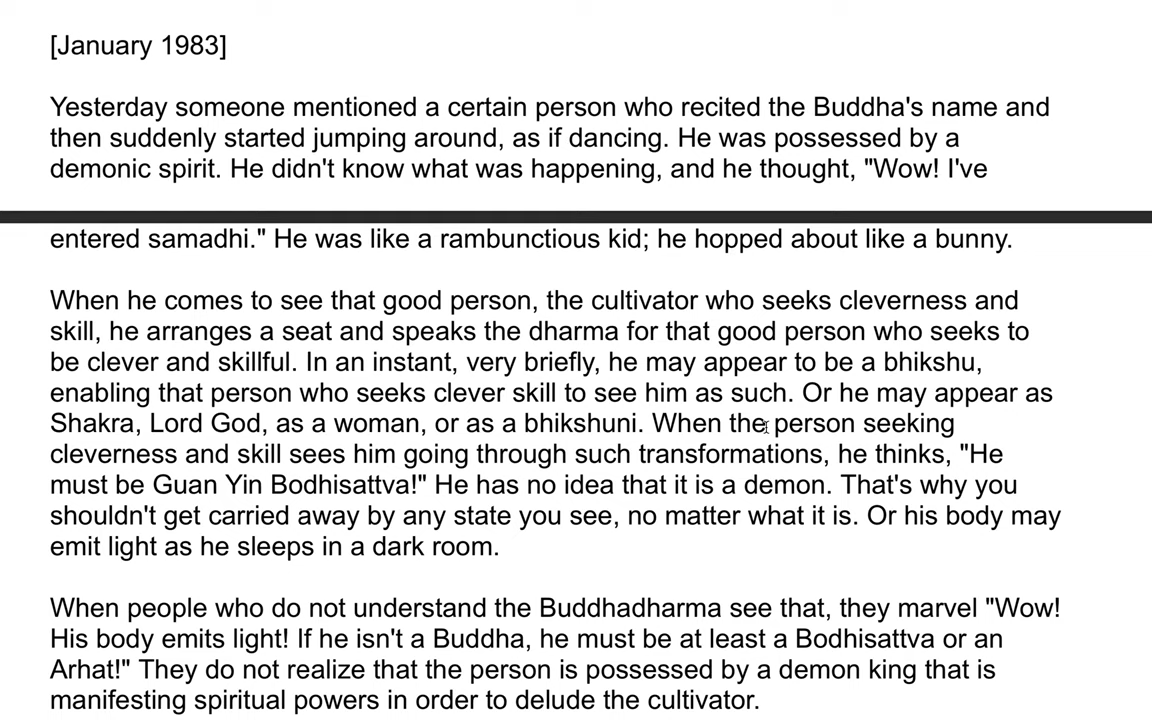 [January 1983]
Yesterday someone mentioned a certain person who recited the Buddha's name and
then suddenly started jumping around, as if dancing. He was possessed by a
demonic spirit. He didn't know what was happening, and he thought, "Wow! I've
entered samadhi." He was like a rambunctious kid; he hopped about like a bunny.
When he comes to see that good person, the cultivator who seeks cleverness and
skill, he arranges a seat and speaks the dharma for that good person who seeks to
be clever and skillful. In an instant, very briefly, he may appear to be a bhikshu,
enabling that person who seeks clever skill to see him as such. Or he may appear as
Shakra, Lord God, as a woman, or as a bhikshuni. When the person seeking
cleverness and skill sees him going through such transformations, he thinks, "He
must be Guan Yin Bodhisattva!" He has no idea that it is a demon. That's why you
shouldn't get carried away by any state you see, no matter what it is. Or his body may
emit light as he sleeps in a dark room.
When people who do not understand the Buddhadharma see that, they marvel "Wow!
His body emits light! If he isn't a Buddha, he must be at least a Bodhisattva or an
Arhat!" They do not realize that the person is possessed by a demon king that is
manifesting spiritual powers in order to delude the cultivator.